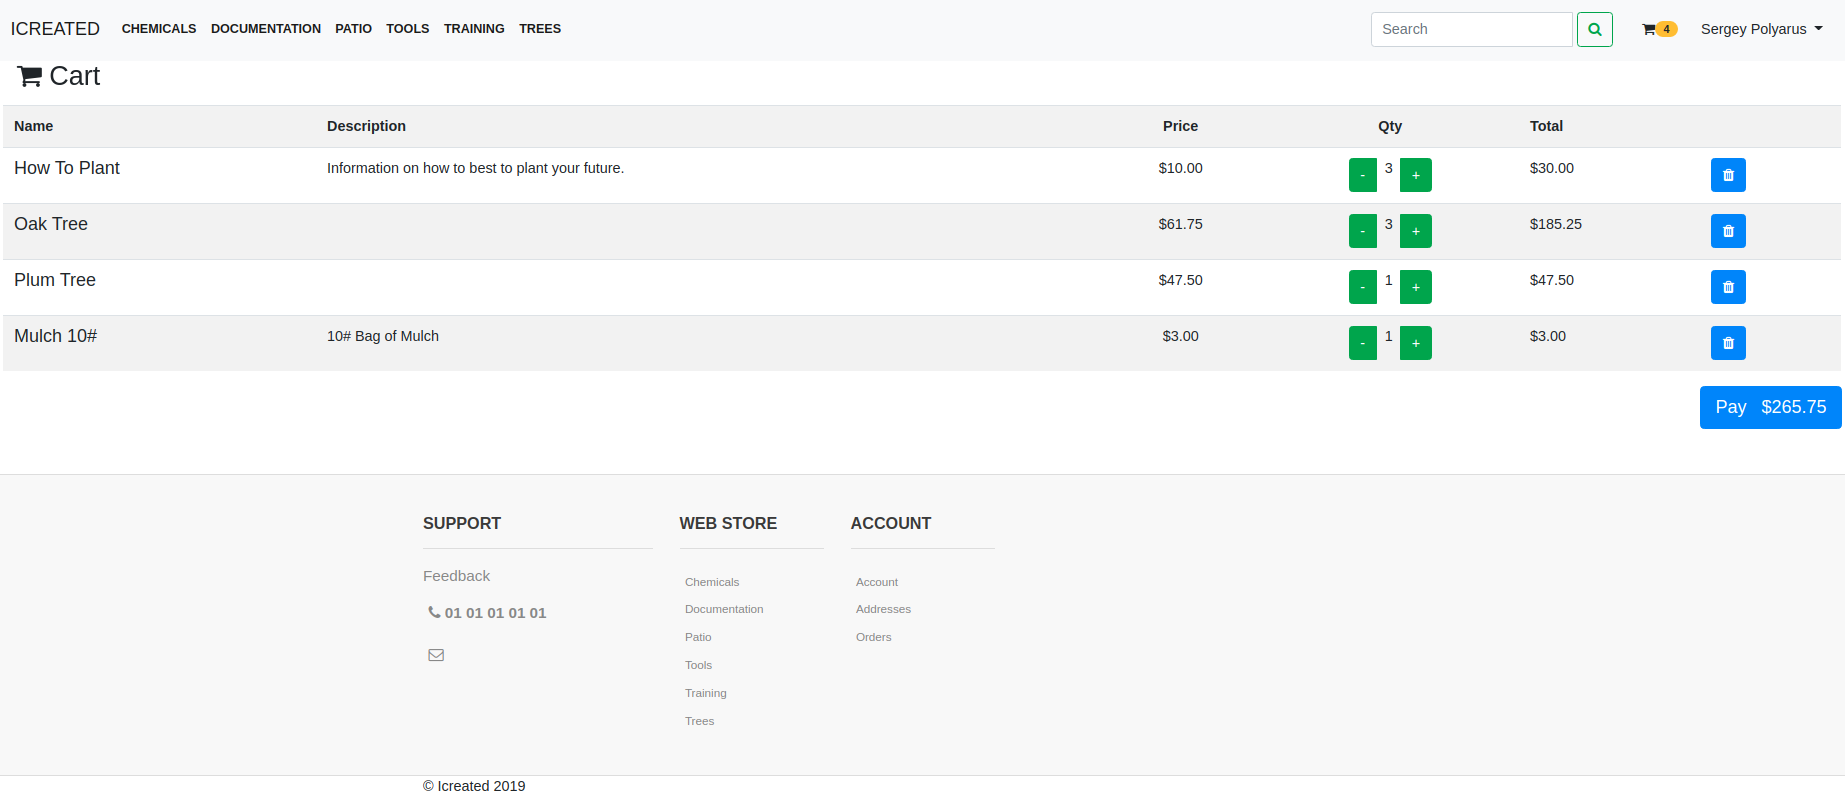 ICREATED CHEMICALS DOCUMENTATION PATIO TOOLS TRAINING TREES Search 4 Sergey Polyarus
Cart
Name Description Price Qty Total
How To Plant Information on how to best to plant your future. $10.00 - 3 + $30.00
Oak Tree $61.75 - 3 + $185.25
Plum Tree $47.50 - 1 + $47.50
Mulch 10# 10# Bag of Mulch $3.00 - 1 + $3.00
Pay $265.75
SUPPORT
Feedback
01 01 01 01 01
WEB STORE
Chemicals
Documentation
Patio
Tools
Training
Trees
ACCOUNT
Account
Addresses
Orders
© Icreated 2019